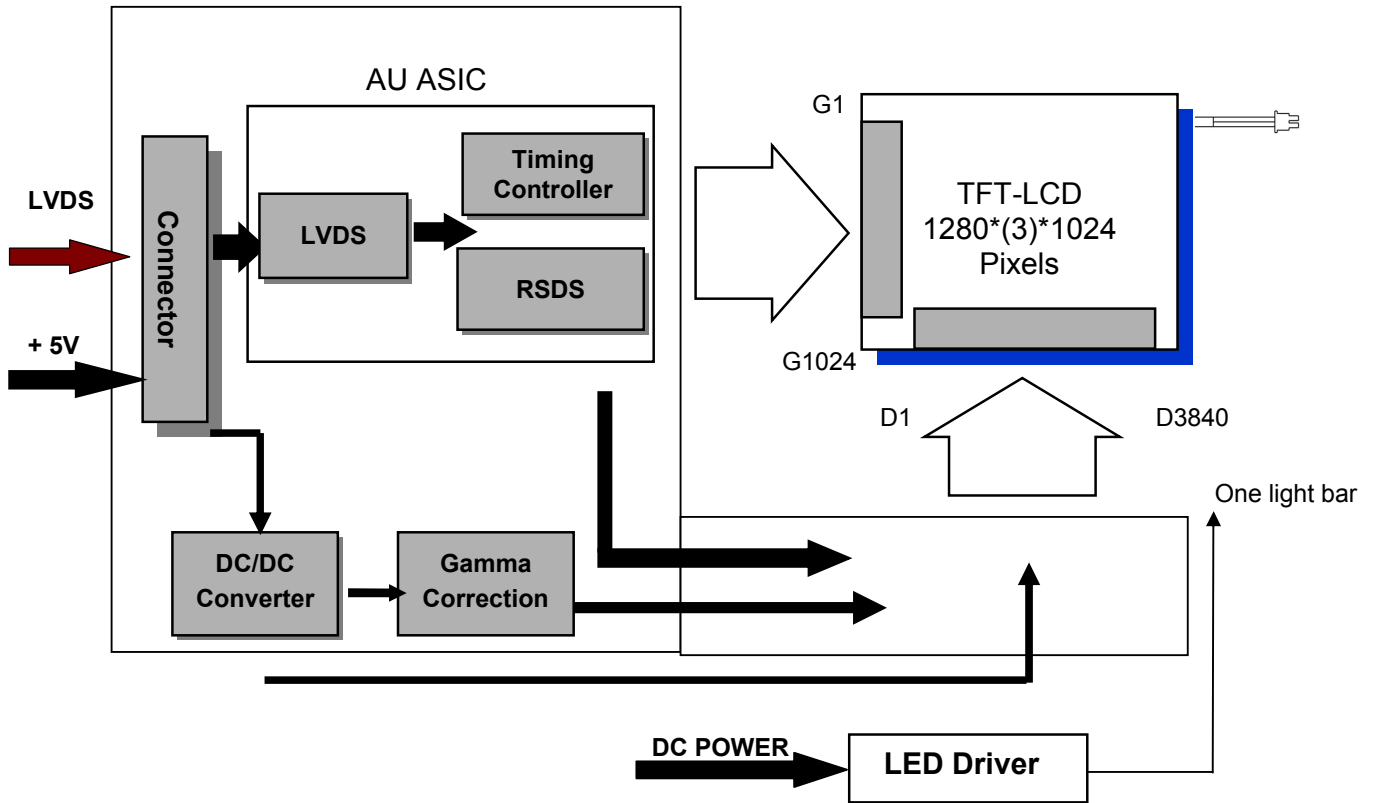 AU ASIC
G1
Timing
Controller
LVDS
Connector
LVDS
TFT-LCD
1280*(3)*1024
Pixels
RSDS
+ 5V
G1024
D1
D3840
One light bar
DC/DC
Converter
Gamma
Correction
DC POWER
LED Driver